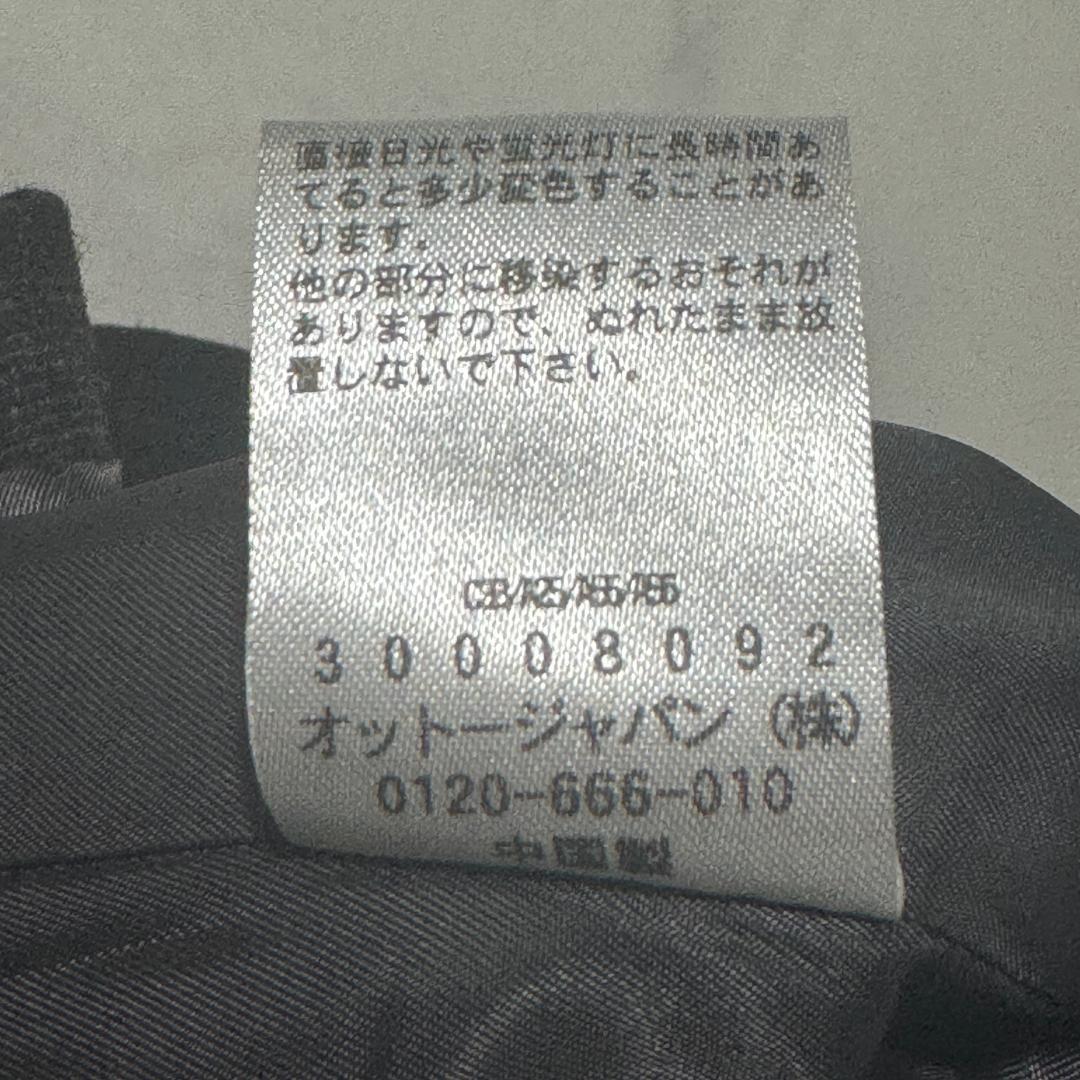 直接日光や蛍光灯に長時間あ
てると多少変色することがあ
ります。
他の部分に移染するおそれが
ありますので、ぬれたまま放
置しないで下さい。
30008092
オットージャパン（株）
0120-666-010
中国製